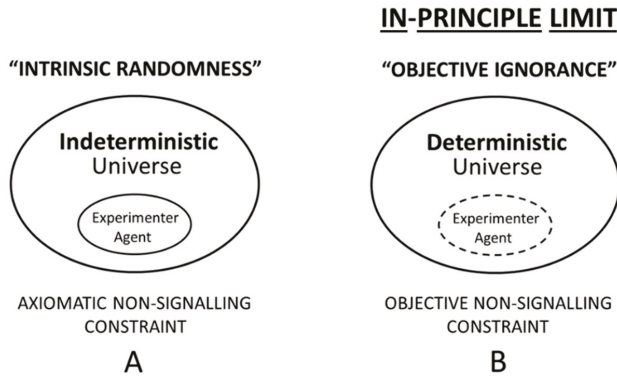 IN-PRINCIPLE LIMIT
“INTRINSIC RANDOMNESS”
Indeterministic
Universe
Experimenter
Agent
AXIOMATIC NON-SIGNALLING
CONSTRAINT
A
“OBJECTIVE IGNORANCE”
Deterministic
Universe
Experimenter
Agent
OBJECTIVE NON-SIGNALLING
CONSTRAINT
B